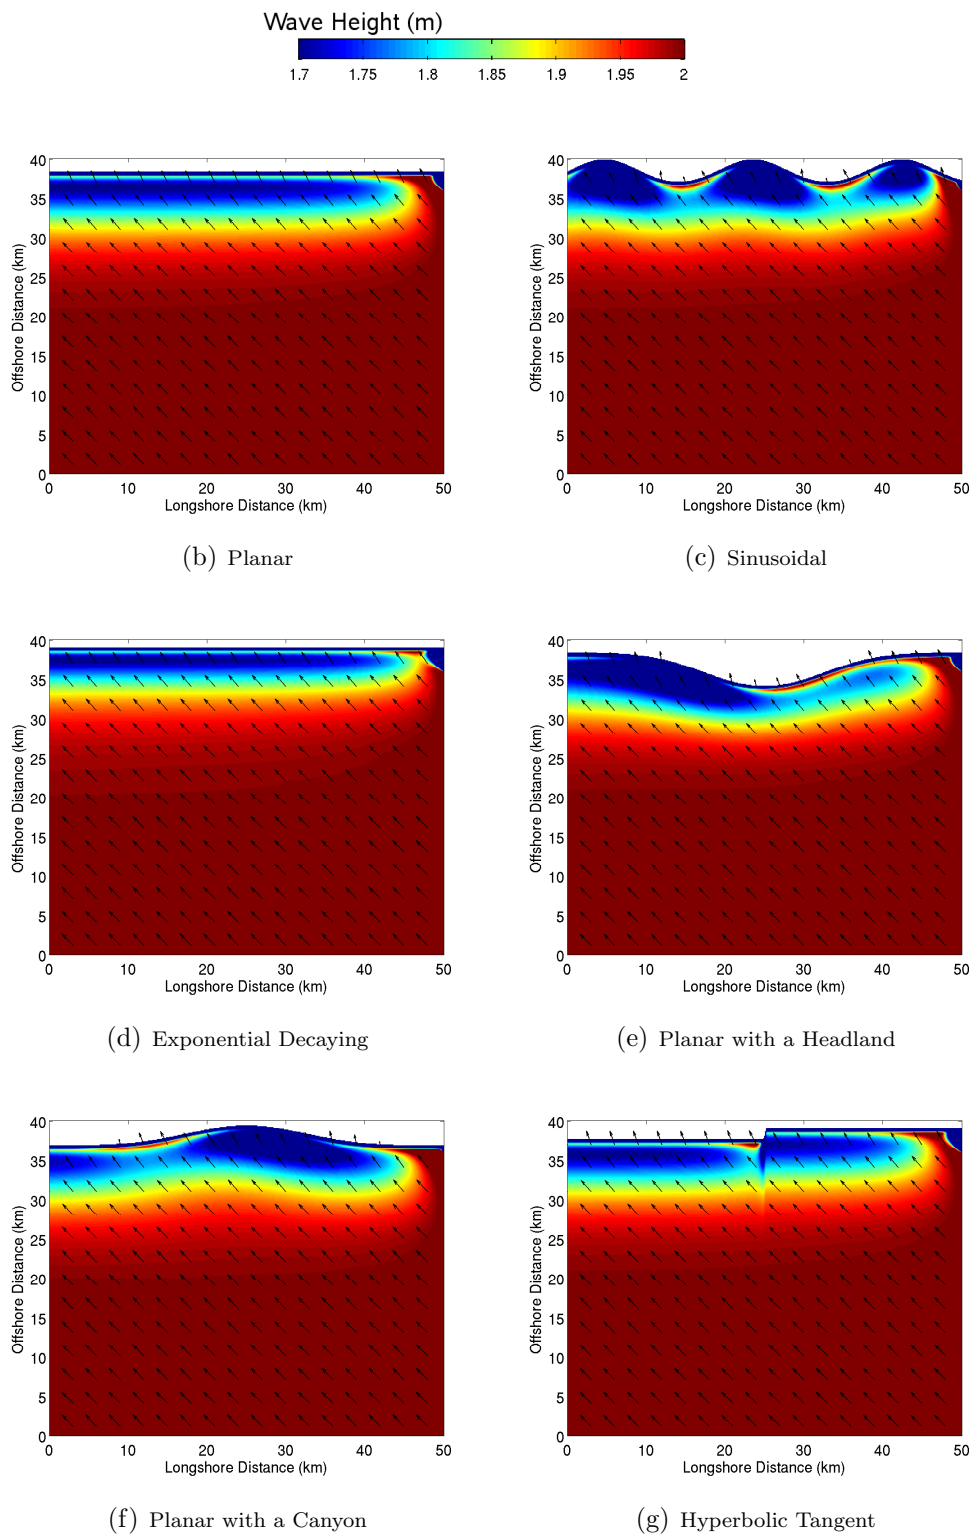 Wave Height (m)
1.7 1.75 1.8 1.85 1.9 1.95 2
40
35
30
25
20
15
10
5
0
Offshore Distance (km)
0 10 20 30 40 50
Longshore Distance (km)
(b) Planar
40
35
30
25
20
15
10
5
0
Offshore Distance (km)
0 10 20 30 40 50
Longshore Distance (km)
(c) Sinusoidal
40
35
30
25
20
15
10
5
0
Offshore Distance (km)
0 10 20 30 40 50
Longshore Distance (km)
(d) Exponential Decaying
40
35
30
25
20
15
10
5
0
Offshore Distance (km)
0 10 20 30 40 50
Longshore Distance (km)
(e) Planar with a Headland
40
35
30
25
20
15
10
5
0
Offshore Distance (km)
0 10 20 30 40 50
Longshore Distance (km)
(f) Planar with a Canyon
40
35
30
25
20
15
10
5
0
Offshore Distance (km)
0 10 20 30 40 50
Longshore Distance (km)
(g) Hyperbolic Tangent